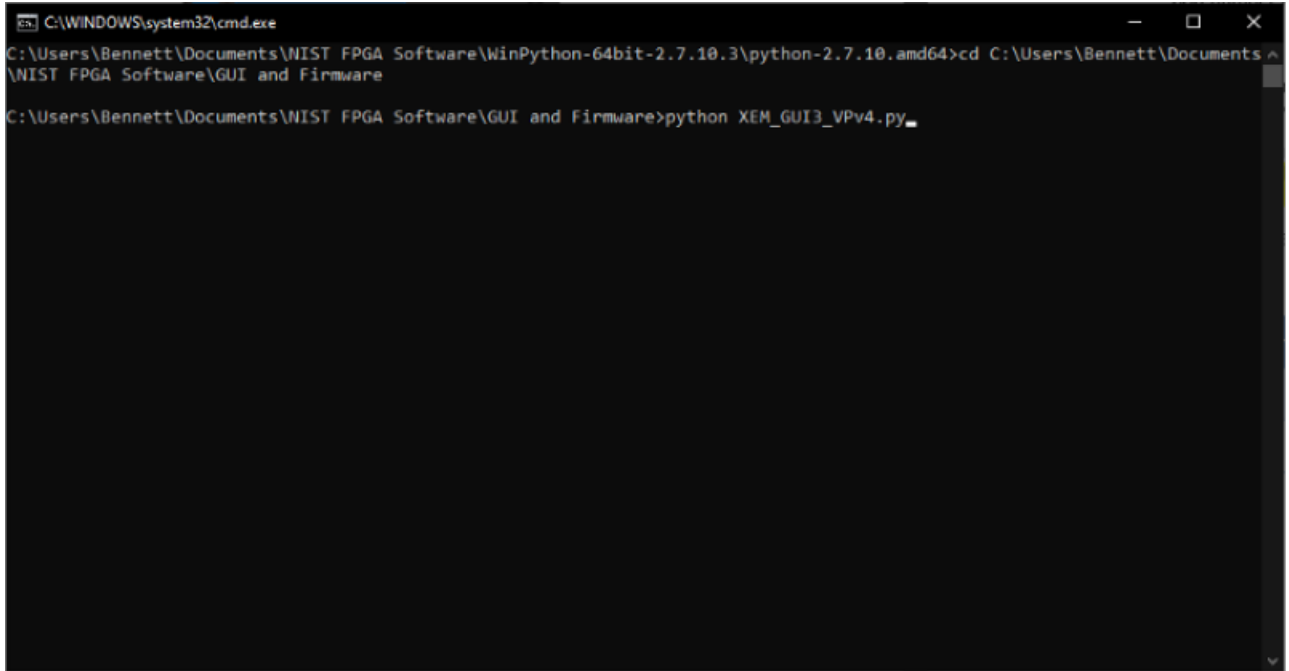 C:\WINDOWS\system32\cmd.exe
C:\Users\Bennett\Documents\NIST FPGA Software\WinPython-64bit-2.7.10.3\python-2.7.10.amd64>cd C:\Users\Bennett\Documents
\NIST FPGA Software\GUI and Firmware
C:\Users\Bennett\Documents\NIST FPGA Software\GUI and Firmware>python XEM_GUI3_VPv4.py